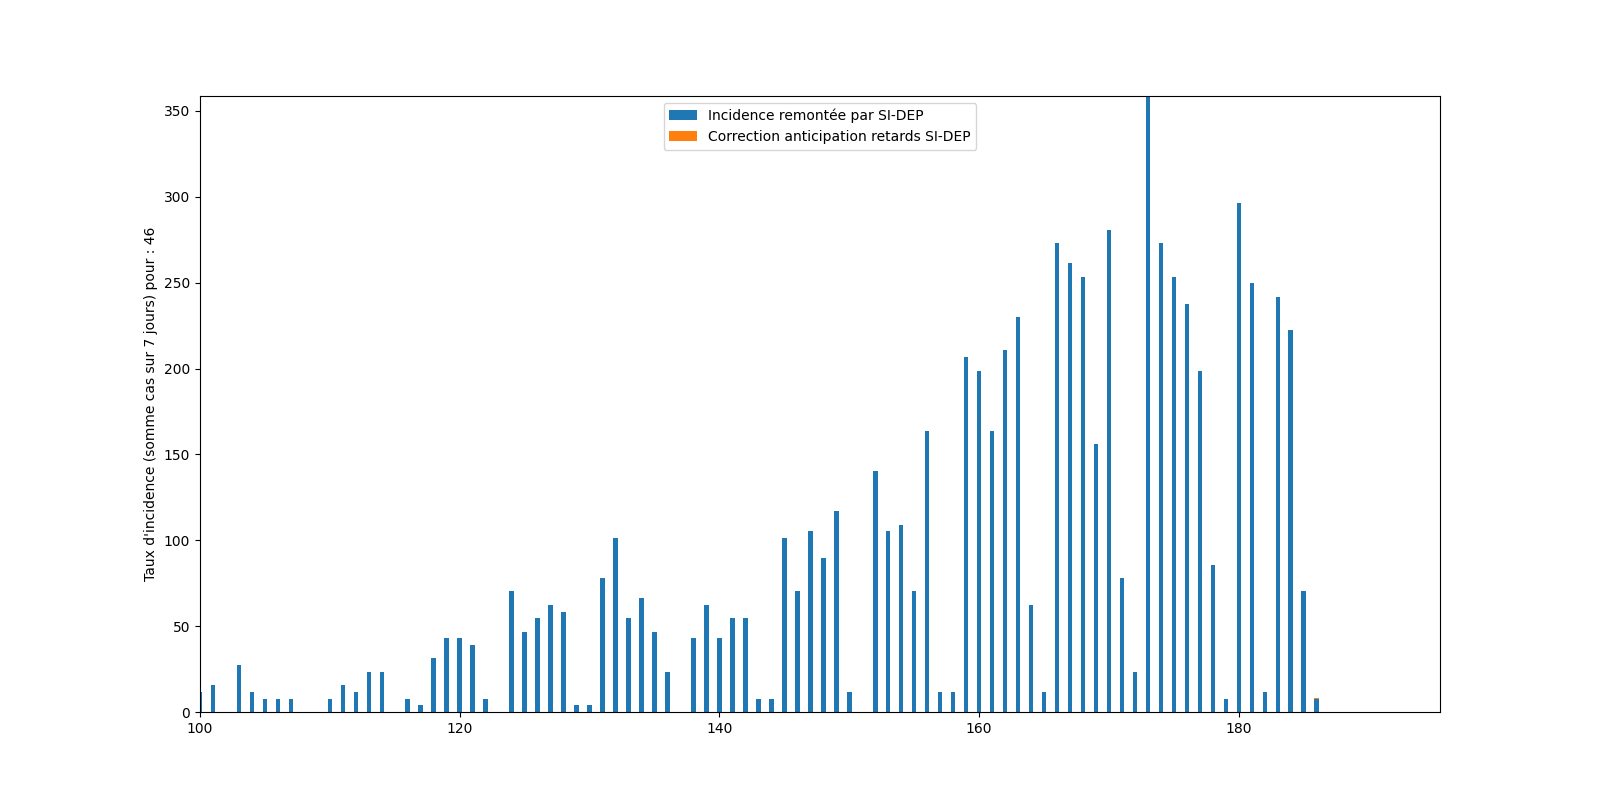 Incidence remontée par SI-DEP
Correction anticipation retards SI-DEP
Taux d'incidence (somme cas sur 7 jours) pour : 46
350
300
250
200
150
100
50
0
100 120 140 160 180